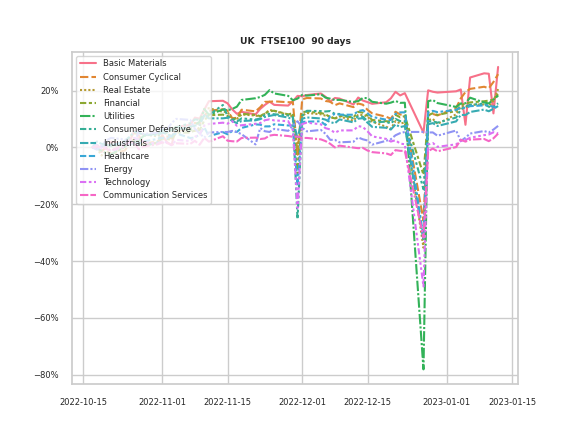 UK  FTSE100  90 days
Basic Materials
Consumer Cyclical
Real Estate
Financial
Utilities
Consumer Defensive
Industrials
Healthcare
Energy
Technology
Communication Services
20%
0%
−20%
−40%
−60%
−80%
2022-10-15 2022-11-01 2022-11-15 2022-12-01 2022-12-15 2023-01-01 2023-01-15